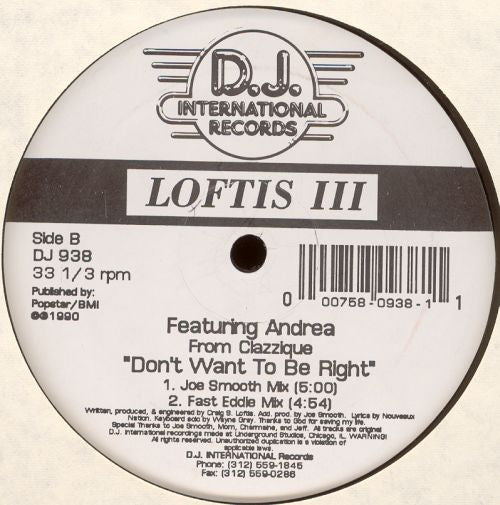 D.J.
INTERNATIONAL
RECORDS
LOFTIS III
Side B
DJ 938
33 1/3 rpm
Published by:
Popstar/BMI
©℗1990
0 00758-0938-1 1
Featuring Andrea
From Clazzique
"Don't Want To Be Right"
1. Joe Smooth Mix (5:00)
2. Fast Eddie Mix (4:54)
Written, produced, & engineered by Craig S. Loftis. Add. prod. by Joe Smooth. Lyrics by Nouveaux
Nation. Keyboard solo by Wayne Gray. Thanks to God for saving my life.
Special Thanks to Joe Smooth, Mom, Charmaine, and Jeff. All tracks are original
D.J. International recordings made at Underground Studios, Chicago, IL. WARNING!
All rights reserved. Unauthorized duplication is a violation of
applicable laws.
D.J. INTERNATIONAL Records
Phone: (312) 559-1845
Fax: (312) 559-0286